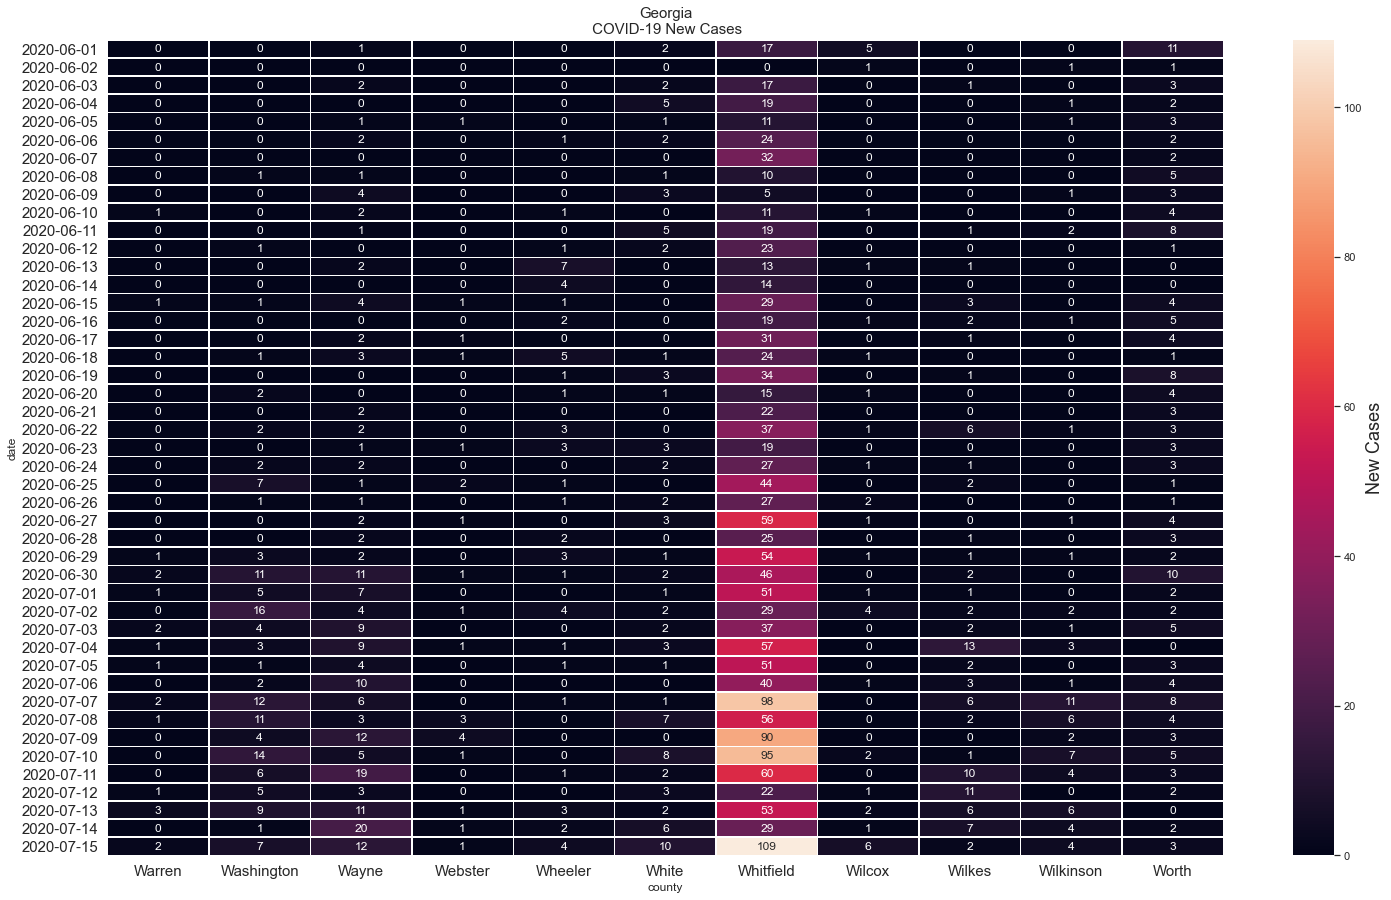 Georgia
COVID-19 New Cases
2020-06-01 0 0 1 0 0 2 17 5 0 0 11
2020-06-02 0 0 0 0 0 0 0 1 0 1 1
2020-06-03 0 0 2 0 0 2 17 0 1 0 3
2020-06-04 0 0 0 0 0 5 19 0 0 1 2
2020-06-05 0 0 1 1 0 1 11 0 0 1 3
2020-06-06 0 0 2 0 1 2 24 0 0 0 2
2020-06-07 0 0 0 0 0 0 32 0 0 0 2
2020-06-08 0 1 1 0 0 1 10 0 0 0 5
2020-06-09 0 0 4 0 0 3 5 0 0 1 3
2020-06-10 1 0 2 0 1 0 11 1 0 0 4
2020-06-11 0 0 1 0 0 5 19 0 1 2 8
2020-06-12 0 1 0 0 1 2 23 0 0 0 1
2020-06-13 0 0 2 0 7 0 13 1 1 0 0
2020-06-14 0 0 0 0 4 0 14 0 0 0 0
2020-06-15 1 1 4 1 1 0 29 0 3 0 4
2020-06-16 0 0 0 0 2 0 19 1 2 1 5
2020-06-17 0 0 2 1 0 0 31 0 1 0 4
2020-06-18 0 1 3 1 5 1 24 1 0 0 1
2020-06-19 0 0 0 0 1 3 34 0 1 0 8
2020-06-20 0 2 0 0 1 1 15 1 0 0 4
2020-06-21 0 0 2 0 0 0 22 0 0 0 3
2020-06-22 0 2 2 0 3 0 37 1 6 1 3
2020-06-23 0 0 1 1 3 3 19 0 0 0 3
2020-06-24 0 2 2 0 0 2 27 1 1 0 3
2020-06-25 0 7 1 2 1 0 44 0 2 0 1
2020-06-26 0 1 1 0 1 2 27 2 0 0 1
2020-06-27 0 0 2 1 0 3 59 1 0 1 4
2020-06-28 0 0 2 0 2 0 25 0 1 0 3
2020-06-29 1 3 2 0 3 1 54 1 1 1 2
2020-06-30 2 11 11 1 1 2 46 0 2 0 10
2020-07-01 1 5 7 0 0 1 51 1 1 0 2
2020-07-02 0 16 4 1 4 2 29 4 2 2 2
2020-07-03 2 4 9 0 0 2 37 0 2 1 5
2020-07-04 1 3 9 1 1 3 57 0 13 3 0
2020-07-05 1 1 4 0 1 1 51 0 2 0 3
2020-07-06 0 2 10 0 0 0 40 1 3 1 4
2020-07-07 2 12 6 0 1 1 98 0 6 11 8
2020-07-08 1 11 3 3 0 7 56 0 2 6 4
2020-07-09 0 4 12 4 0 0 90 0 0 2 3
2020-07-10 0 14 5 1 0 8 95 2 1 7 5
2020-07-11 0 6 19 0 1 2 60 0 10 4 3
2020-07-12 1 5 3 0 0 3 22 1 11 0 2
2020-07-13 3 9 11 1 3 2 53 2 6 6 0
2020-07-14 0 1 20 1 2 6 29 1 7 4 2
2020-07-15 2 7 12 1 4 10 109 6 2 4 3
Warren Washington Wayne Webster Wheeler White Whitfield Wilcox Wilkes Wilkinson Worth
county
date
100
80
60
40
20
0
New Cases